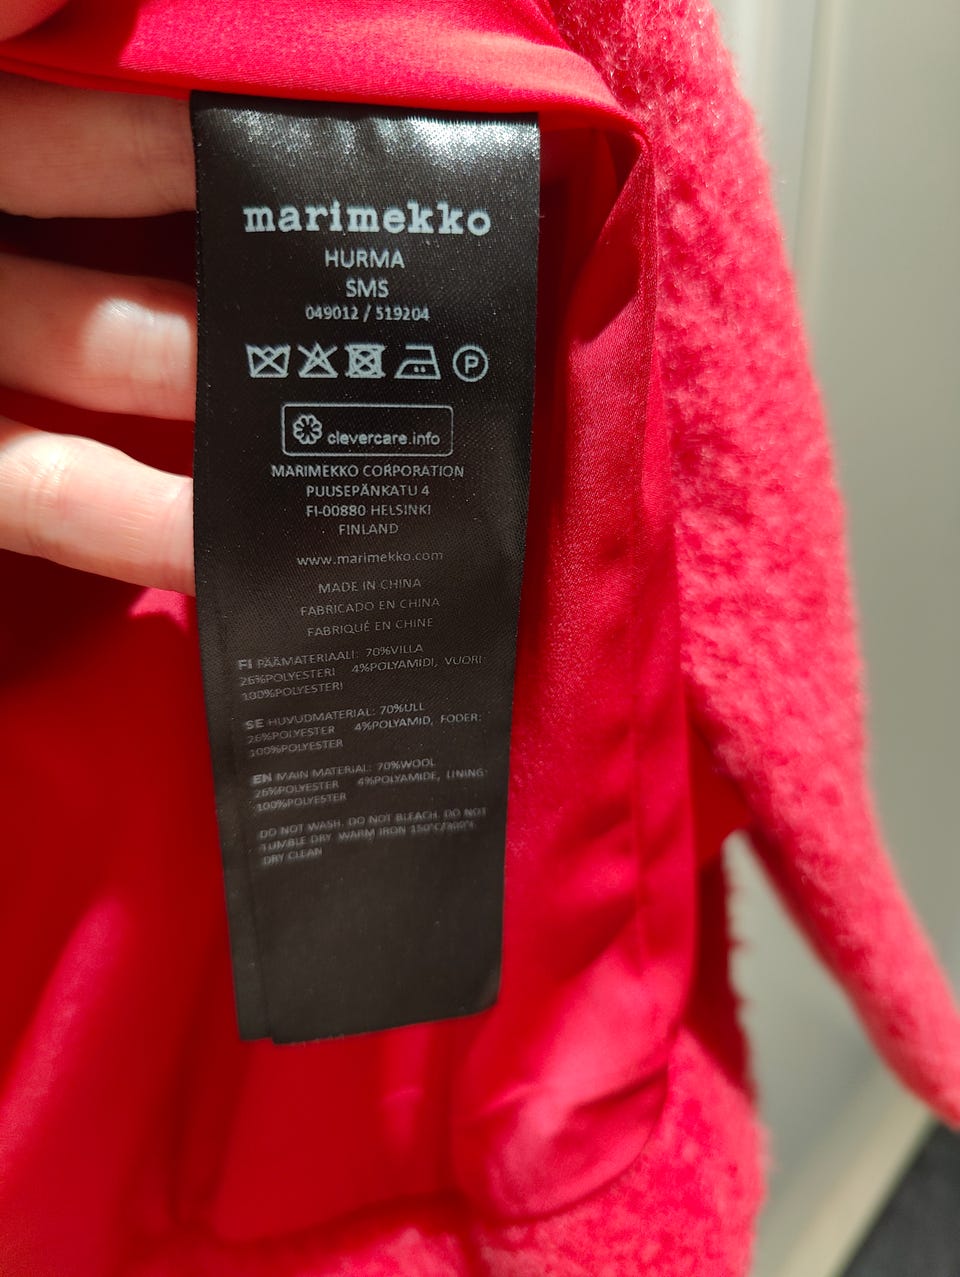 marimekko
HURMA
SMS
049012 / 519204
P
clevercare.info
MARIMEKKO CORPORATION
PUUSEPÄNKATU 4
FI-00880 HELSINKI
FINLAND
www.marimekko.com
MADE IN CHINA
FABRICADO EN CHINA
FABRIQUÉ EN CHINE
FI PÄÄMATERIAALI: 70%VILLA
26%POLYESTERI 4%POLYAMIDI, VUORI:
100%POLYESTERI
SE HUVUDMATERIAL: 70%ULL
26%POLYESTER 4%POLYAMID, FODER:
100%POLYESTER
EN MAIN MATERIAL: 70%WOOL
26%POLYESTER 4%POLYAMIDE, LINING:
100%POLYESTER
DO NOT WASH. DO NOT BLEACH. DO NOT
TUMBLE DRY. WARM IRON 150°C/300°F.
DRY CLEAN